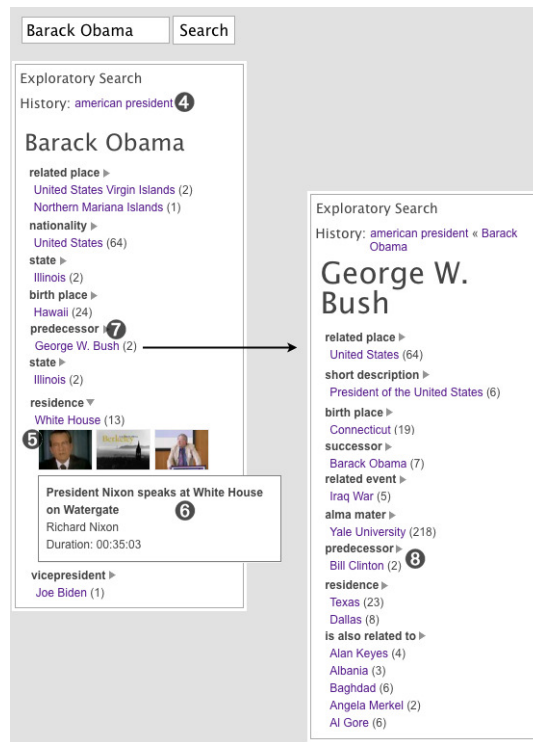 Barack Obama Search
Exploratory Search
History: american president ❹
Barack Obama
related place ▶
United States Virgin Islands (2)
Northern Mariana Islands (1)
nationality ▶
United States (64)
state ▶
Illinois (2)
birth place ▶
Hawaii (24)
predecessor ▶ ❼
George W. Bush (2)
state ▶
Illinois (2)
residence ▼
White House (13)
❺
Berkeley
President Nixon speaks at White House
on Watergate
❻
Richard Nixon
Duration: 00:35:03
vicepresident ▶
Joe Biden (1)
Exploratory Search
History: american president « Barack
Obama
George W.
Bush
related place ▶
United States (64)
short description ▶
President of the United States (6)
birth place ▶
Connecticut (19)
successor ▶
Barack Obama (7)
related event ▶
Iraq War (5)
alma mater ▶
Yale University (218)
predecessor ▶
Bill Clinton (2) ❽
residence ▶
Texas (23)
Dallas (8)
is also related to ▶
Alan Keyes (4)
Albania (3)
Baghdad (6)
Angela Merkel (2)
Al Gore (6)